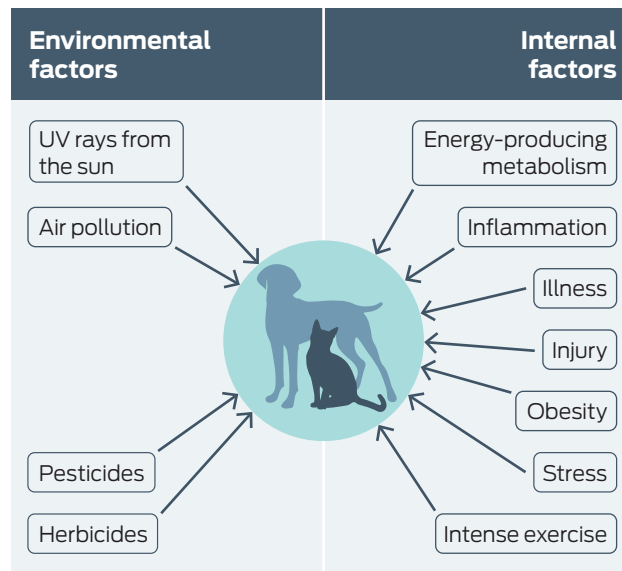 Environmental
factors
Internal
factors
UV rays from
the sun
Air pollution
Pesticides
Herbicides
Energy-producing
metabolism
Inflammation
Illness
Injury
Obesity
Stress
Intense exercise